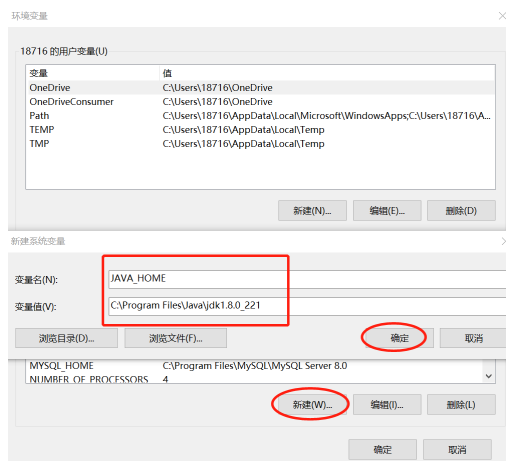 环境变量
18716 的用户变量(U)
变量 值
OneDrive C:\Users\18716\OneDrive
OneDriveConsumer C:\Users\18716\OneDrive
Path C:\Users\18716\AppData\Local\Microsoft\WindowsApps;C:\Users\18716\A...
TEMP C:\Users\18716\AppData\Local\Temp
TMP C:\Users\18716\AppData\Local\Temp
新建(N)... 编辑(E)... 删除(D)
新建系统变量
变量名(N): JAVA_HOME
变量值(V): C:\Program Files\Java\jdk1.8.0_221
浏览目录(D)... 浏览文件(F)... 确定 取消
MYSQL_HOME C:\Program Files\MySQL\MySQL Server 8.0
NUMBER_OF_PROCESSORS 4
新建(W)... 编辑(I)... 删除(L)
确定 取消